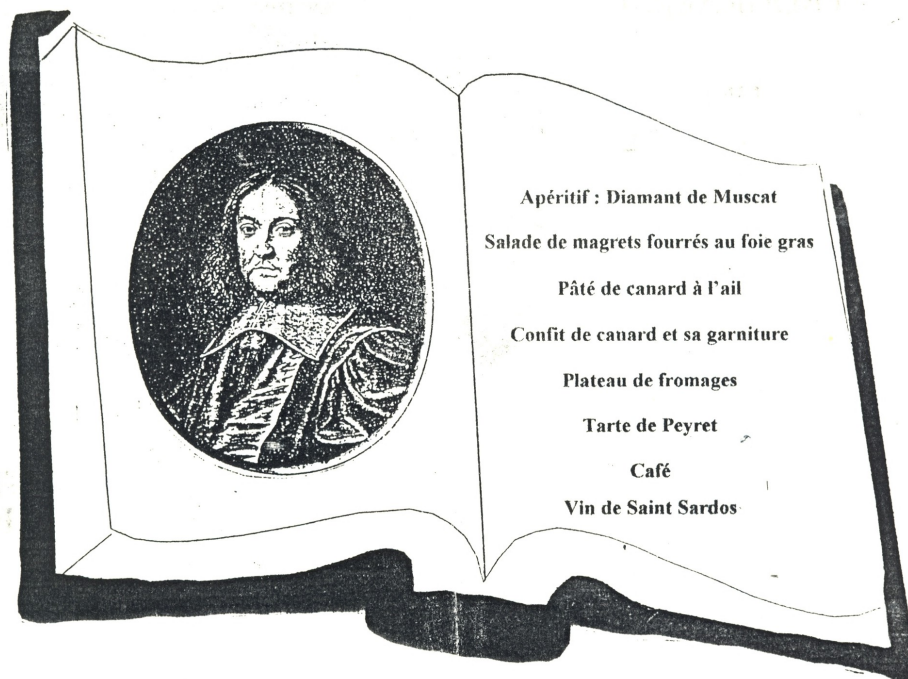 Apéritif : Diamant de Muscat
Salade de magrets fourrés au foie gras
Pâté de canard à l'ail
Confit de canard et sa garniture
Plateau de fromages
Tarte de Peyret
Café
Vin de Saint Sardos